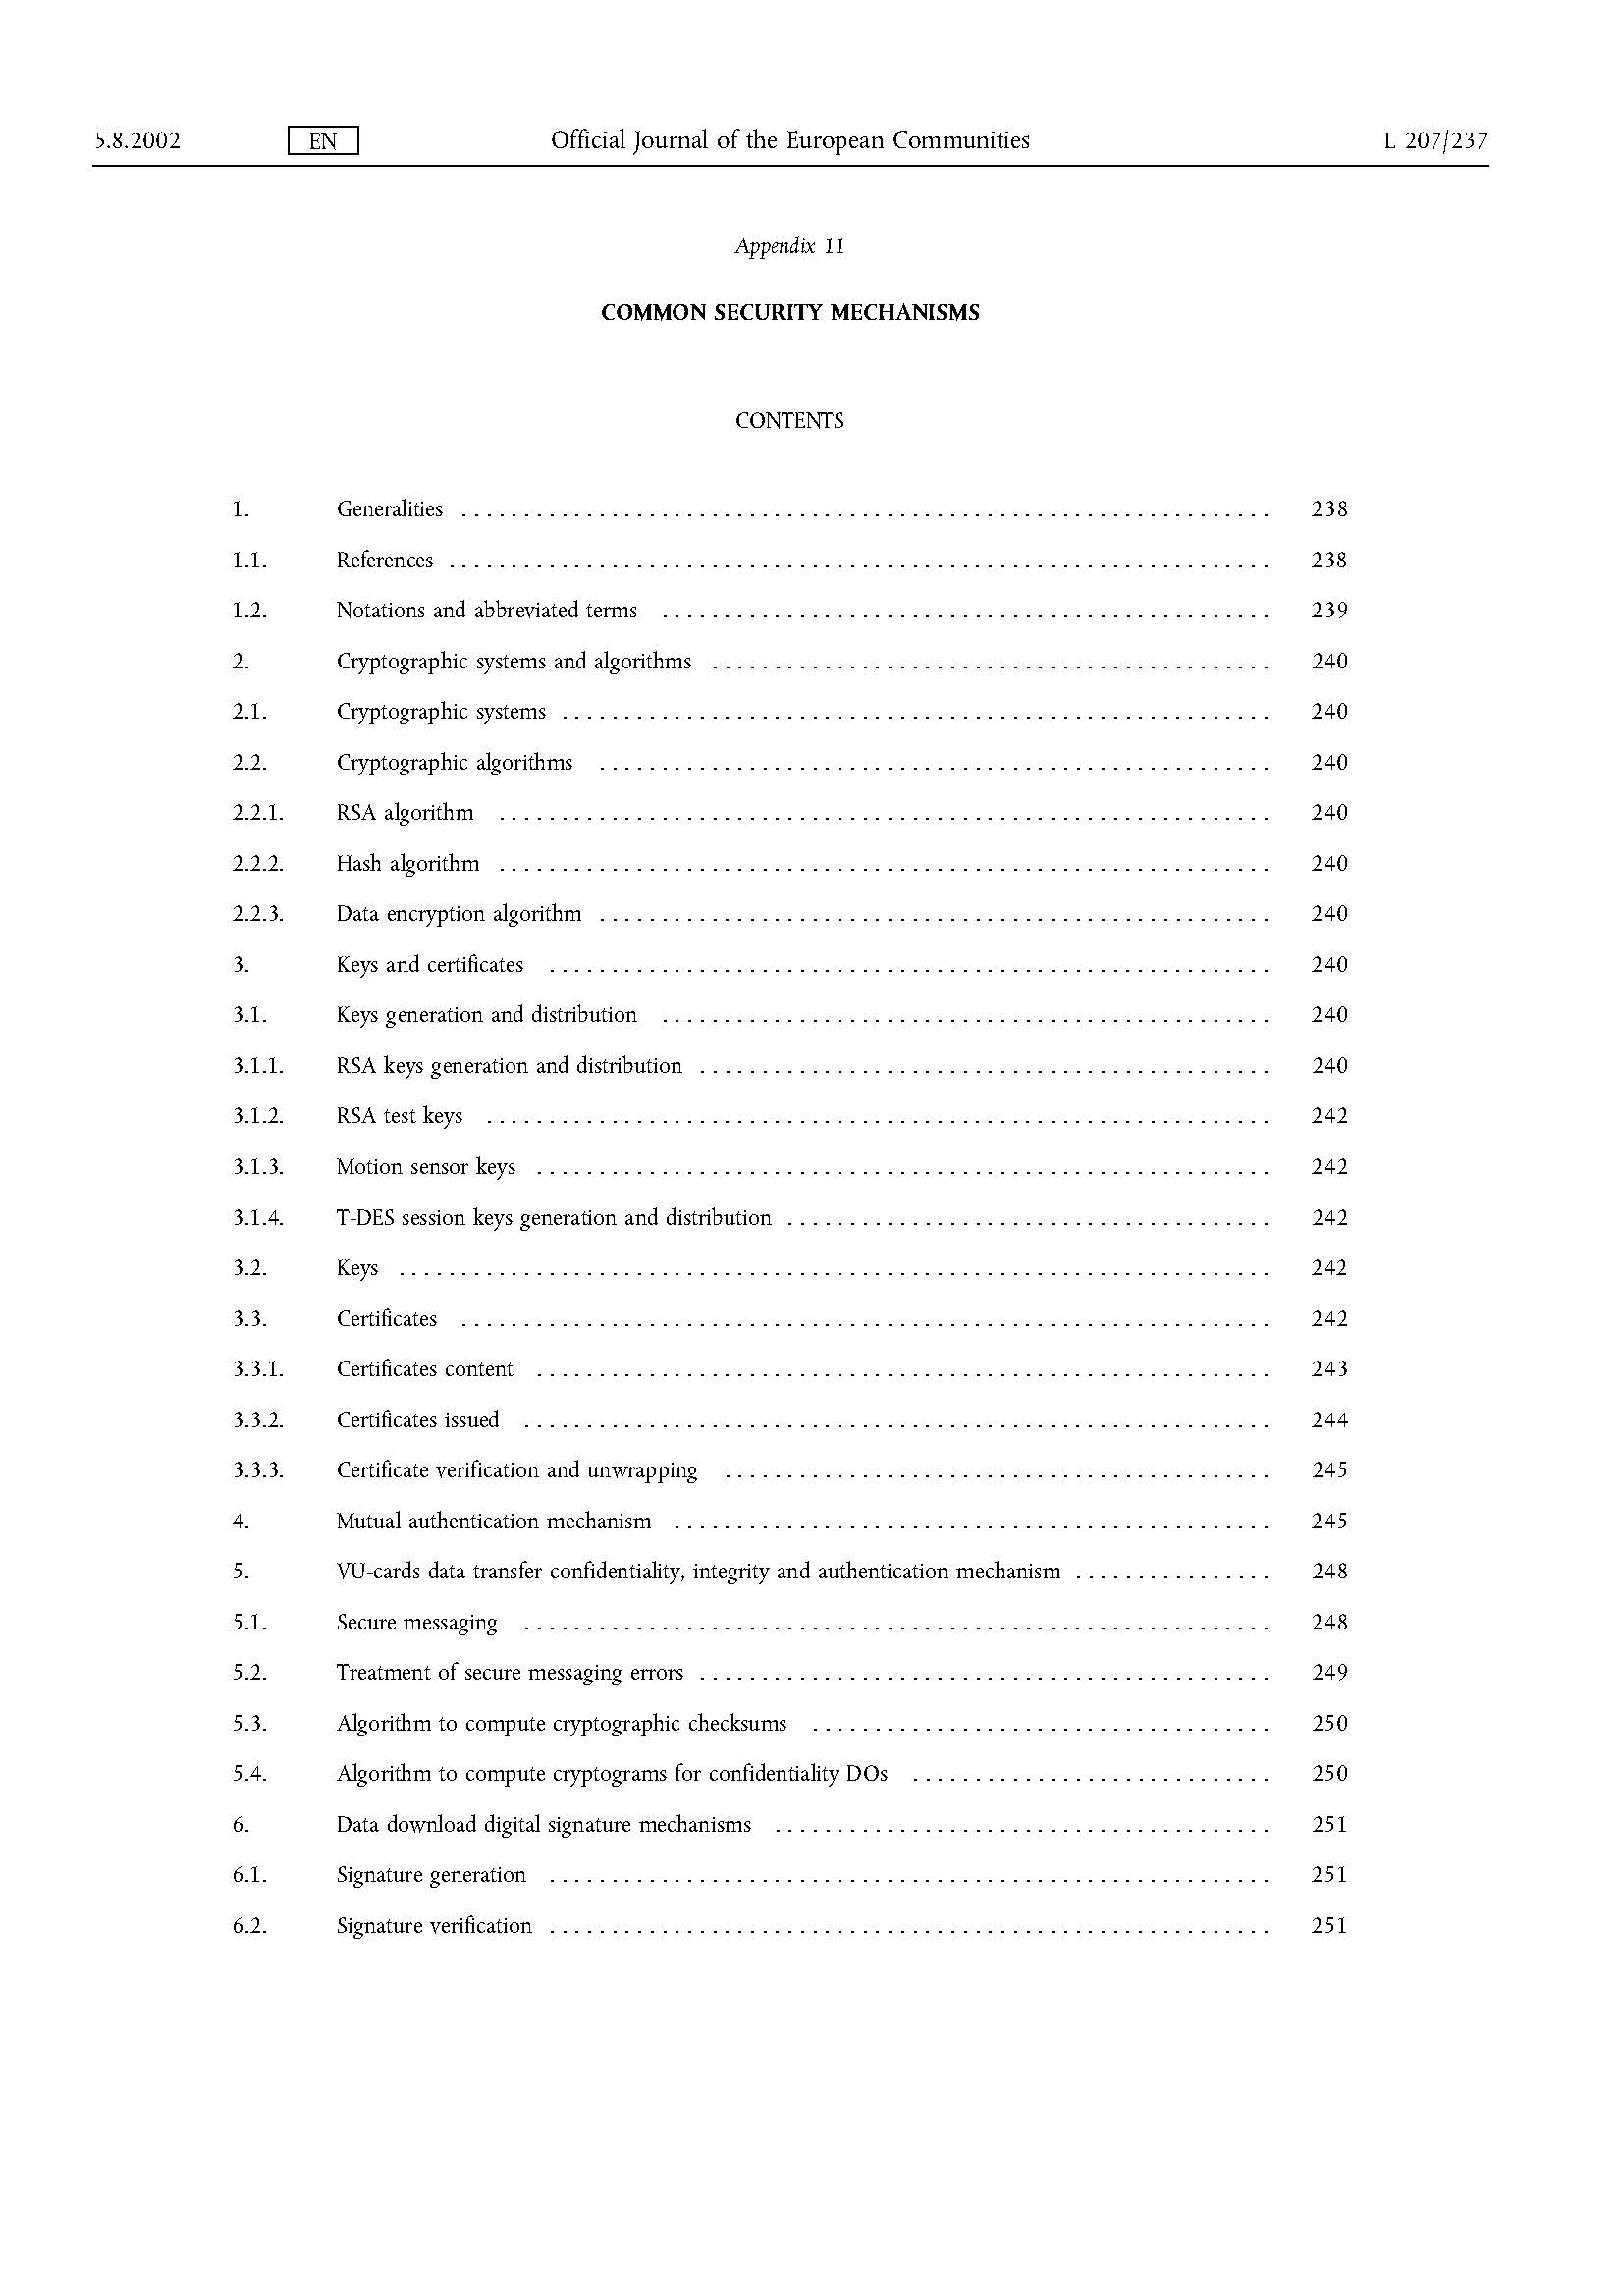 5.8.2002 EN Official Journal of the European Communities L 207/237
Appendix 11
COMMON SECURITY MECHANISMS
CONTENTS
1. Generalities 238
1.1. References 238
1.2. Notations and abbreviated terms 239
2. Cryptographic systems and algorithms 240
2.1. Cryptographic systems 240
2.2. Cryptographic algorithms 240
2.2.1. RSA algorithm 240
2.2.2. Hash algorithm 240
2.2.3. Data encryption algorithm 240
3. Keys and certificates 240
3.1. Keys generation and distribution 240
3.1.1. RSA keys generation and distribution 240
3.1.2. RSA test keys 242
3.1.3. Motion sensor keys 242
3.1.4. T-DES session keys generation and distribution 242
3.2. Keys 242
3.3. Certificates 242
3.3.1. Certificates content 243
3.3.2. Certificates issued 244
3.3.3. Certificate verification and unwrapping 245
4. Mutual authentication mechanism 245
5. VU-cards data transfer confidentiality, integrity and authentication mechanism 248
5.1. Secure messaging 248
5.2. Treatment of secure messaging errors 249
5.3. Algorithm to compute cryptographic checksums 250
5.4. Algorithm to compute cryptograms for confidentiality DOs 250
6. Data download digital signature mechanisms 251
6.1. Signature generation 251
6.2. Signature verification 251